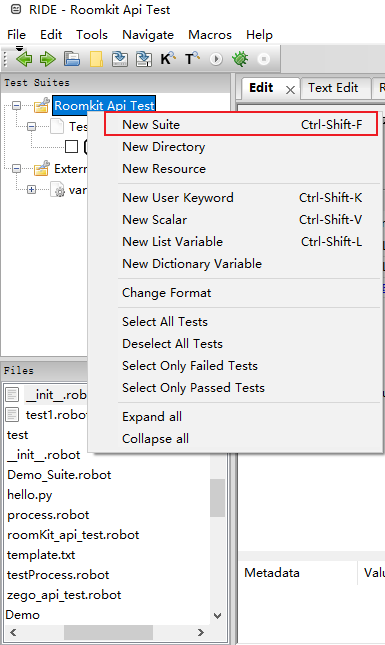 RIDE - Roomkit Api Test
File Edit Tools Navigate Macros Help
Test Suites
Edit Text Edit R
Roomkit Api Test
Tes
Extern
var
New Suite Ctrl-Shift-F
New Directory
New Resource
New User Keyword Ctrl-Shift-K
New Scalar Ctrl-Shift-V
New List Variable Ctrl-Shift-L
New Dictionary Variable
Change Format
Select All Tests
Deselect All Tests
Select Only Failed Tests
Select Only Passed Tests
Expand all
Collapse all
Files
__init__.rob
test1.robo
test
__init__.robot
Demo_Suite.robot
hello.py
process.robot
roomKit_api_test.robot
template.txt
testProcess.robot
zego_api_test.robot
Demo
Metadata Valu